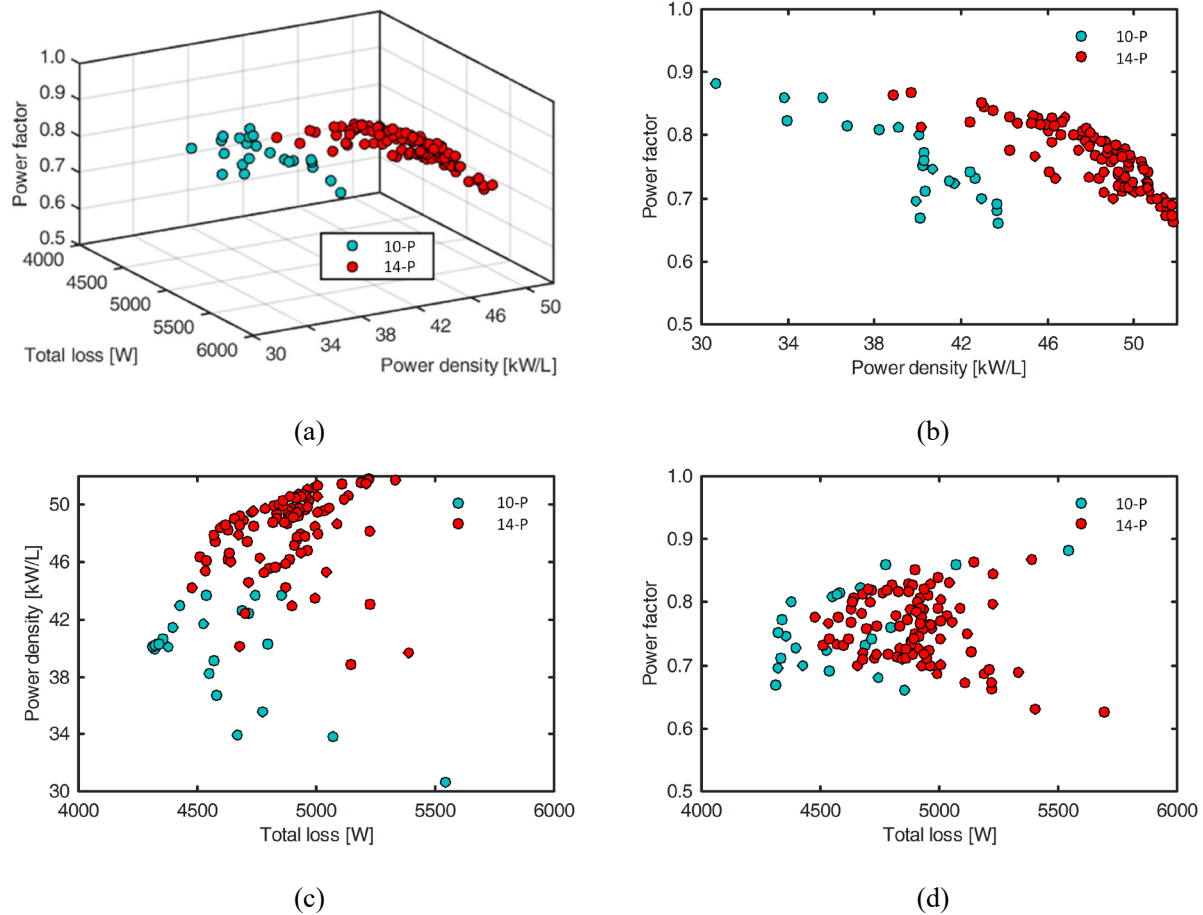 1.0
0.9
0.8
0.7
0.6
0.5
Power factor
4000
4500
5000
5500
6000
Total loss [W]
30
34
38
42
46
50
Power density [kW/L]
10-P
14-P
(a)
1.0
0.9
0.8
0.7
0.6
0.5
Power factor
10-P
14-P
30
34
38
42
46
50
Power density [kW/L]
(b)
50
46
42
38
34
30
Power density [kW/L]
10-P
14-P
4000
4500
5000
5500
6000
Total loss [W]
(c)
1.0
0.9
0.8
0.7
0.6
0.5
Power factor
10-P
14-P
4000
4500
5000
5500
6000
Total loss [W]
(d)